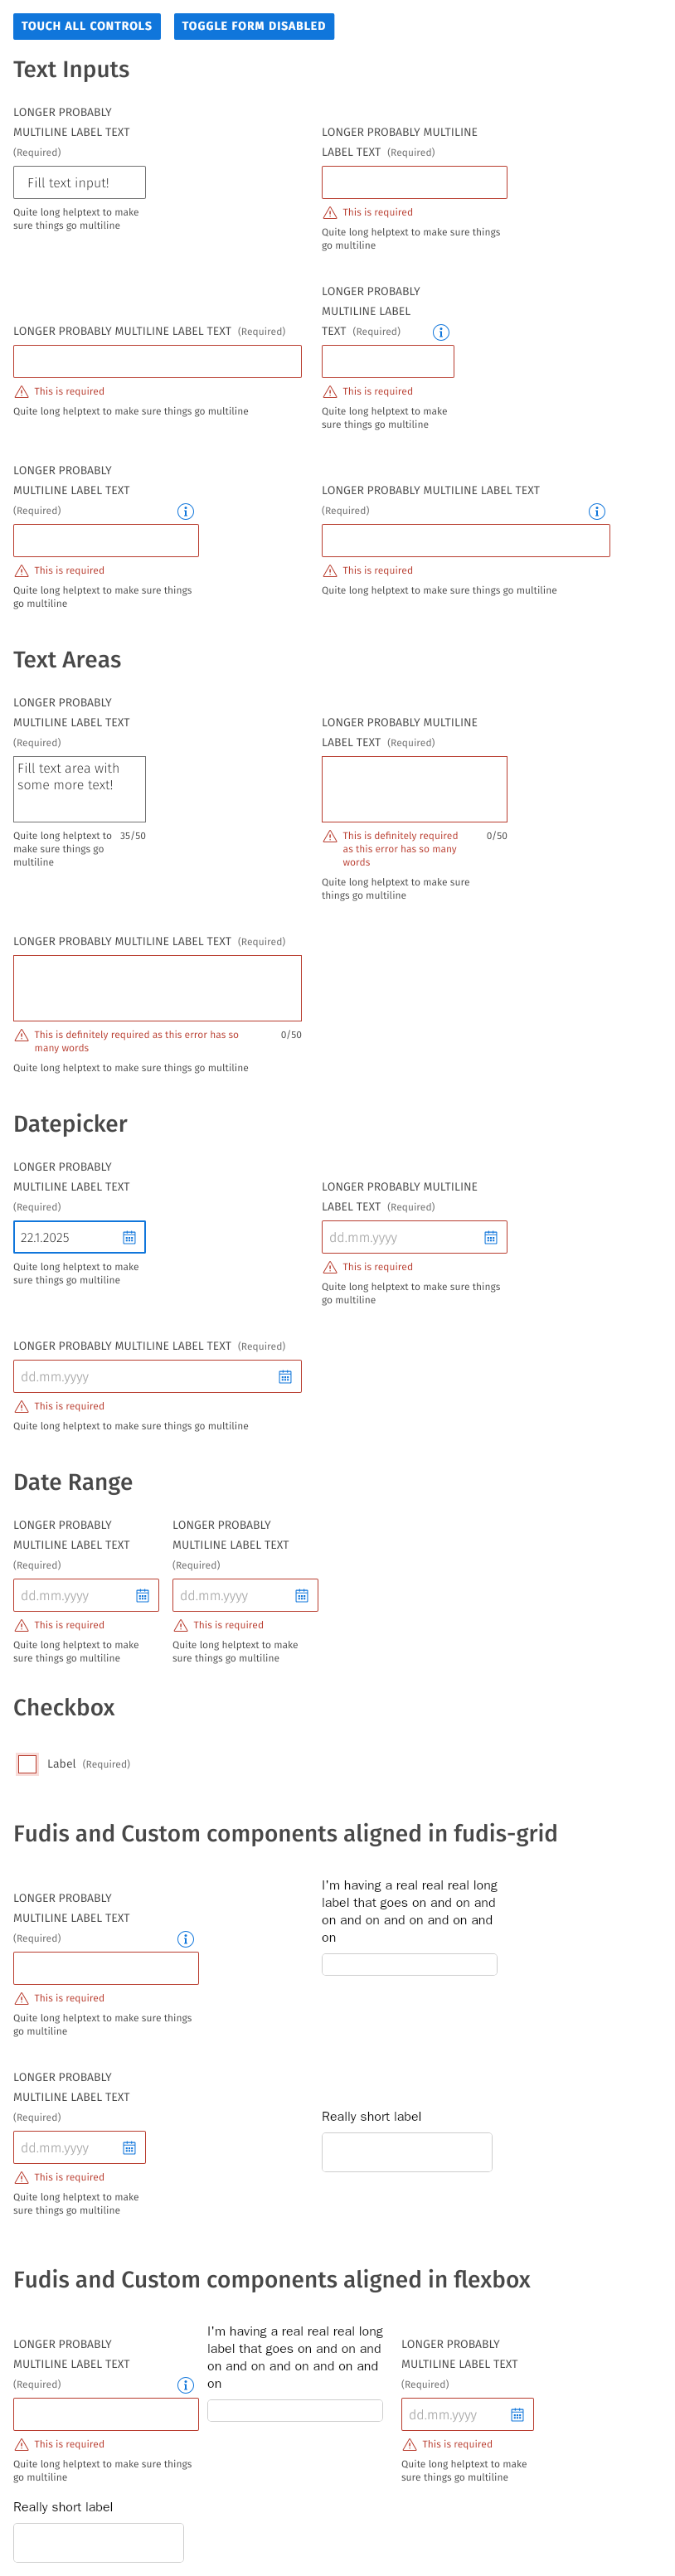 TOUCH ALL CONTROLS
TOGGLE FORM DISABLED
Text Inputs
LONGER PROBABLY
MULTILINE LABEL TEXT
(Required)
Fill text input!
Quite long helptext to make
sure things go multiline
LONGER PROBABLY MULTILINE
LABEL TEXT (Required)
This is required
Quite long helptext to make sure things
go multiline
LONGER PROBABLY MULTILINE LABEL TEXT (Required)
This is required
Quite long helptext to make sure things go multiline
LONGER PROBABLY
MULTILINE LABEL
TEXT (Required)
This is required
Quite long helptext to make
sure things go multiline
LONGER PROBABLY
MULTILINE LABEL TEXT
(Required)
This is required
Quite long helptext to make sure things
go multiline
LONGER PROBABLY MULTILINE LABEL TEXT
(Required)
This is required
Quite long helptext to make sure things go multiline
Text Areas
LONGER PROBABLY
MULTILINE LABEL TEXT
(Required)
Fill text area with
some more text!
Quite long helptext to 35/50
make sure things go
multiline
LONGER PROBABLY MULTILINE
LABEL TEXT (Required)
This is definitely required 0/50
as this error has so many
words
Quite long helptext to make sure
things go multiline
LONGER PROBABLY MULTILINE LABEL TEXT (Required)
This is definitely required as this error has so 0/50
many words
Quite long helptext to make sure things go multiline
Datepicker
LONGER PROBABLY
MULTILINE LABEL TEXT
(Required)
22.1.2025
Quite long helptext to make
sure things go multiline
LONGER PROBABLY MULTILINE
LABEL TEXT (Required)
dd.mm.yyyy
This is required
Quite long helptext to make sure things
go multiline
LONGER PROBABLY MULTILINE LABEL TEXT (Required)
dd.mm.yyyy
This is required
Quite long helptext to make sure things go multiline
Date Range
LONGER PROBABLY
MULTILINE LABEL TEXT
(Required)
dd.mm.yyyy
This is required
Quite long helptext to make
sure things go multiline
LONGER PROBABLY
MULTILINE LABEL TEXT
(Required)
dd.mm.yyyy
This is required
Quite long helptext to make
sure things go multiline
Checkbox
Label (Required)
Fudis and Custom components aligned in fudis-grid
LONGER PROBABLY
MULTILINE LABEL TEXT
(Required)
This is required
Quite long helptext to make sure things
go multiline
I'm having a real real real long
label that goes on and on and
on and on and on and on and
on
LONGER PROBABLY
MULTILINE LABEL TEXT
(Required)
dd.mm.yyyy
This is required
Quite long helptext to make
sure things go multiline
Really short label
Fudis and Custom components aligned in flexbox
LONGER PROBABLY
MULTILINE LABEL TEXT
(Required)
This is required
Quite long helptext to make sure things
go multiline
I'm having a real real real long
label that goes on and on and
on and on and on and on and
on
LONGER PROBABLY
MULTILINE LABEL TEXT
(Required)
dd.mm.yyyy
This is required
Quite long helptext to make
sure things go multiline
Really short label